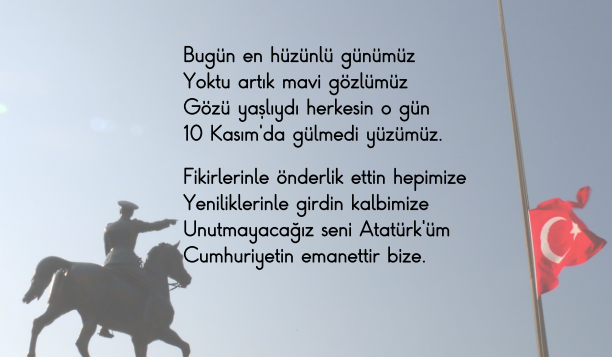 Bugün en hüzünlü günümüz
Yoktu artık mavi gözlümüz
Gözü yaşlıydı herkesin o gün
10 Kasım'da gülmedi yüzümüz.
Fikirlerinle önderlik ettin hepimize
Yeniliklerinle girdin kalbimize
Unutmayacağız seni Atatürk'üm
Cumhuriyetin emanettir bize.